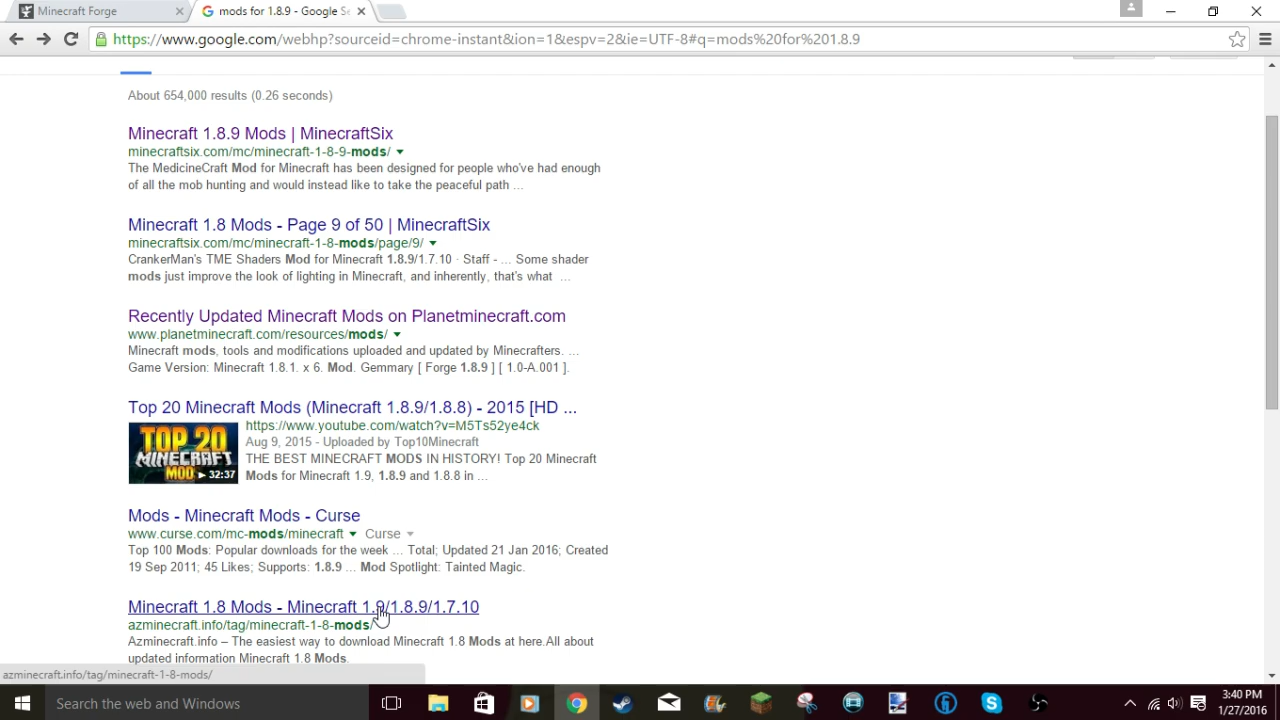 Minecraft Forge
mods for 1.8.9 - Google Se
https://www.google.com/webhp?sourceid=chrome-instant&ion=1&espv=2&ie=UTF-8#q=mods%20for%201.8.9
About 654,000 results (0.26 seconds)
Minecraft 1.8.9 Mods | MinecraftSix
minecraftsix.com/mc/minecraft-1-8-9-mods/
The MedicineCraft Mod for Minecraft has been designed for people who've had enough
of all the mob hunting and would instead like to take the peaceful path ...
Minecraft 1.8 Mods - Page 9 of 50 | MinecraftSix
minecraftsix.com/mc/minecraft-1-8-mods/page/9/
CrankerMan's TME Shaders Mod for Minecraft 1.8.9/1.7.10 · Staff - ... Some shader
mods just improve the look of lighting in Minecraft, and inherently, that's what ...
Recently Updated Minecraft Mods on Planetminecraft.com
www.planetminecraft.com/resources/mods/
Minecraft mods, tools and modifications uploaded and updated by Minecrafters. ...
Game Version: Minecraft 1.8.1. x 6. Mod. Gemmary [ Forge 1.8.9 ] [ 1.0-A.001 ].
Top 20 Minecraft Mods (Minecraft 1.8.9/1.8.8) - 2015 [HD ...
https://www.youtube.com/watch?v=M5Ts52ye4ck
Aug 9, 2015 - Uploaded by Top10Minecraft
THE BEST MINECRAFT MODS IN HISTORY! Top 20 Minecraft
Mods for Minecraft 1.9, 1.8.9 and 1.8.8 in ...
TOP 20
MINECRAFT
MOD
32:37
Mods - Minecraft Mods - Curse
www.curse.com/mc-mods/minecraft Curse
Top 100 Mods: Popular downloads for the week ... Total; Updated 21 Jan 2016; Created
19 Sep 2011; 45 Likes; Supports: 1.8.9 ... Mod Spotlight: Tainted Magic.
Minecraft 1.8 Mods - Minecraft 1.9/1.8.9/1.7.10
azminecraft.info/tag/minecraft-1-8-mods/
Azminecraft.info – The easiest way to download Minecraft 1.8 Mods at here.All about
updated information Minecraft 1.8 Mods.
azminecraft.info/tag/minecraft-1-8-mods/
Search the web and Windows
3:40 PM
1/27/2016